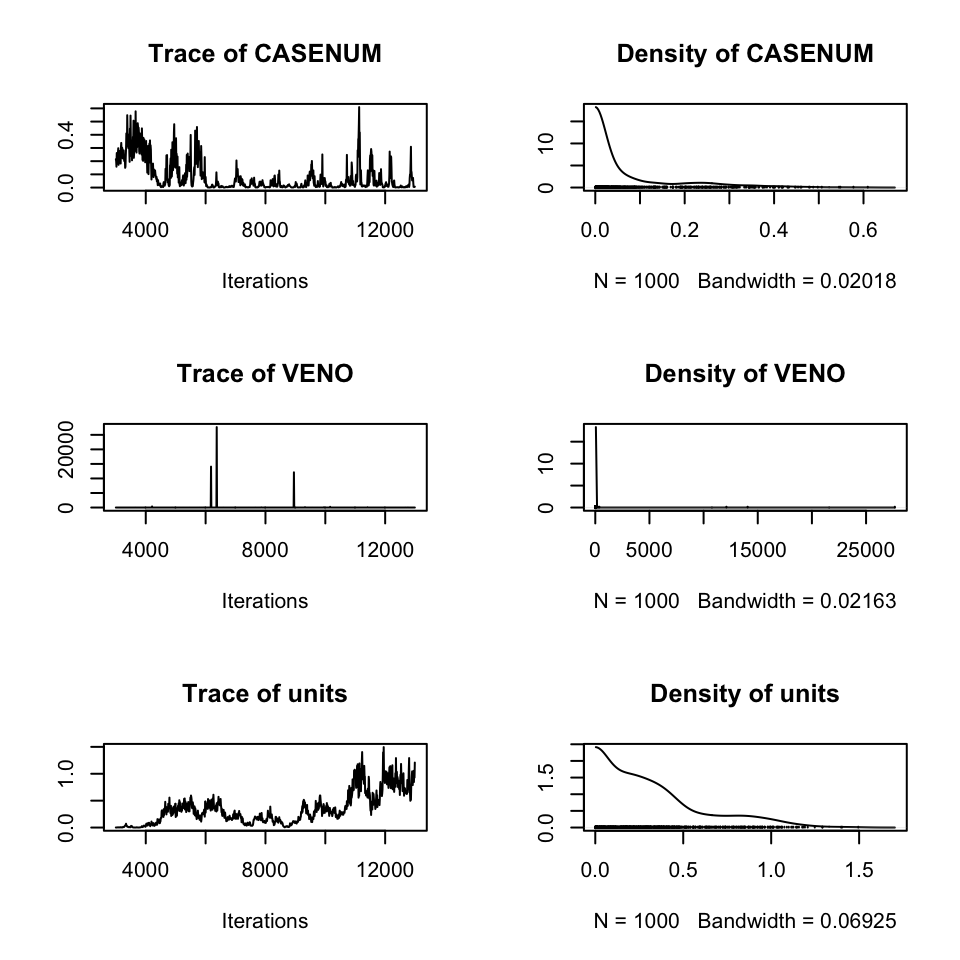 Trace of CASENUM
0.0 0.4
4000 8000 12000
Iterations
Density of CASENUM
0 10
0.0 0.2 0.4 0.6
N = 1000 Bandwidth = 0.02018
Trace of VENO
0 20000
4000 8000 12000
Iterations
Density of VENO
0 10
0 5000 15000 25000
N = 1000 Bandwidth = 0.02163
Trace of units
0.0 1.0
4000 8000 12000
Iterations
Density of units
0.0 1.5
0.0 0.5 1.0 1.5
N = 1000 Bandwidth = 0.06925